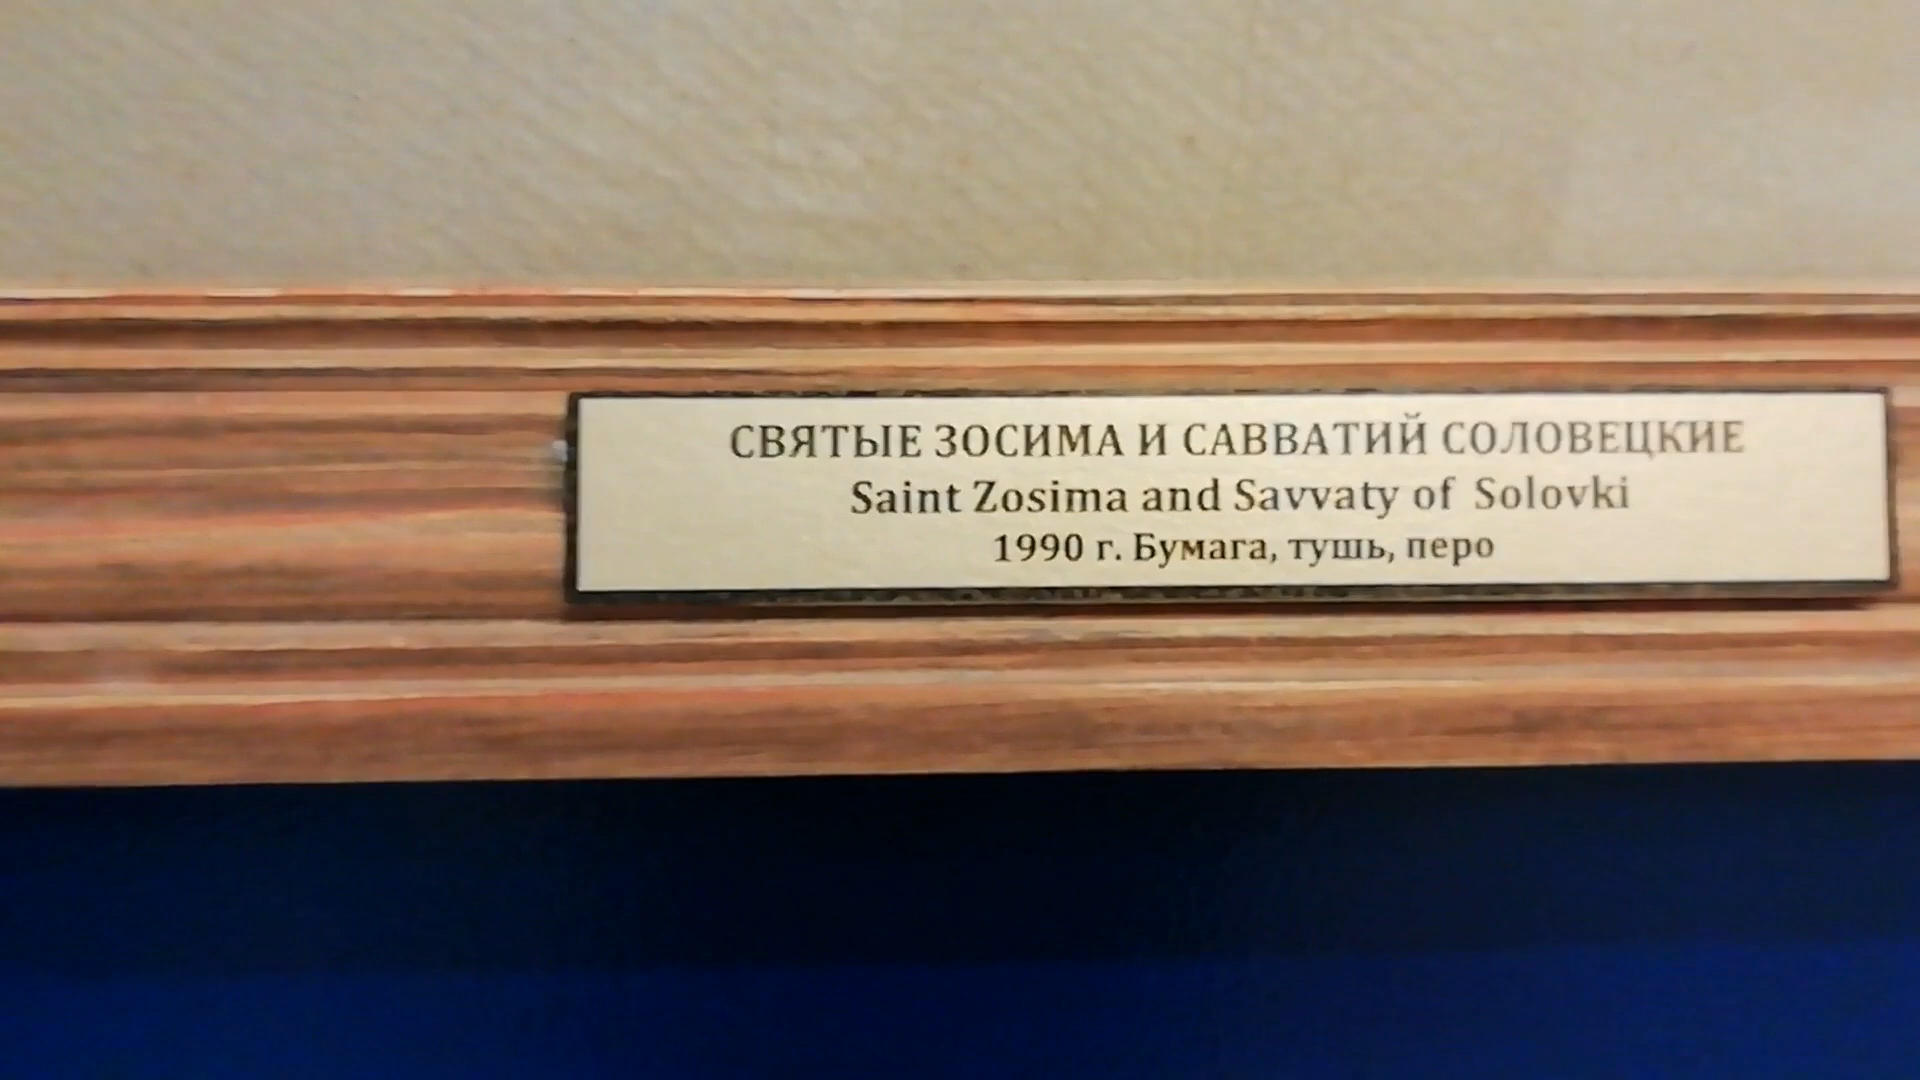 СВЯТЫЕ ЗОСИМА И САВВАТИЙ СОЛОВЕЦКИЕ
Saint Zosima and Savvaty of Solovki
1990 г. Бумага, тушь, перо